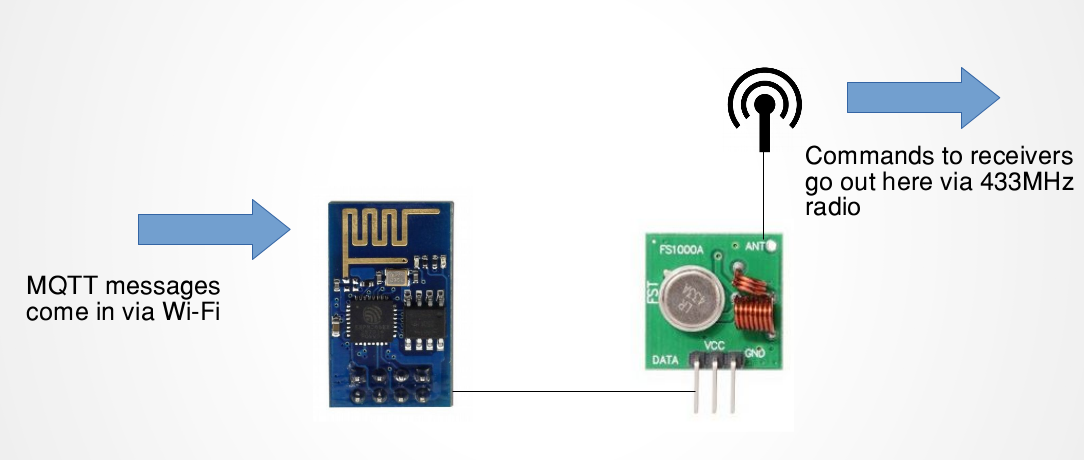 MQTT messages
come in via Wi-Fi
Commands to receivers
go out here via 433MHz
radio
FS1000A
ANT
FST
433A
VCC
DATA
GND